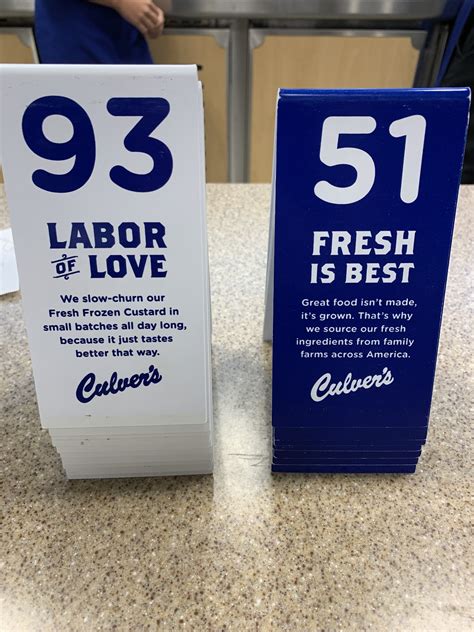 93
LABOR
OF LOVE
We slow-churn our
Fresh Frozen Custard in
small batches all day long,
because it just tastes
better that way.
Culver's
51
FRESH
IS BEST
Great food isn't made,
it's grown. That's why
we source our fresh
ingredients from family
farms across America.
Culver's